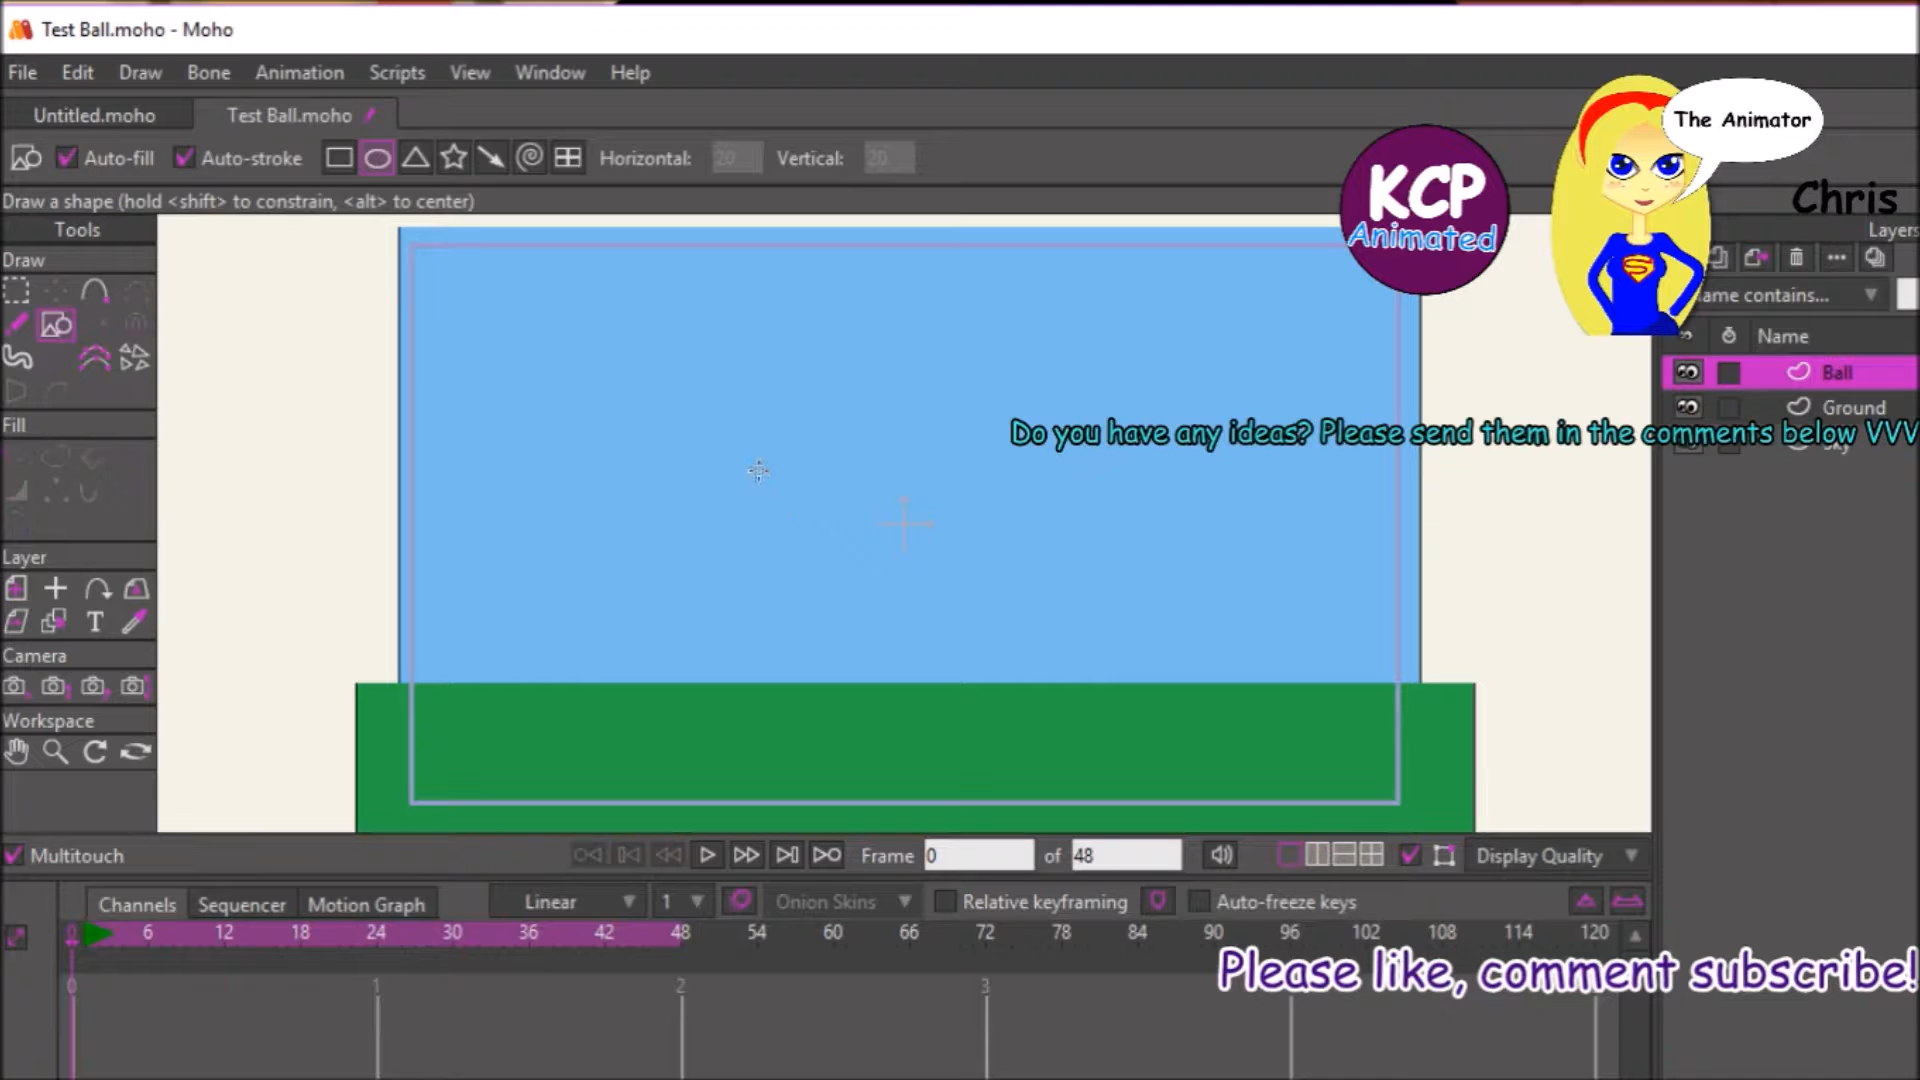 Test Ball.moho - Moho
File Edit Draw Bone Animation Scripts View Window Help
Untitled.moho Test Ball.moho
Auto-fill Auto-stroke Horizontal: 20 Vertical: 20
Draw a shape (hold <shift> to constrain, <alt> to center)
The Animator
KCP
Animated
Chris
Tools
Layers
Draw
ame contains...
Name
Ball
Ground
Do you have any ideas? Please send them in the comments below VVV
Sky
Fill
Layer
T
Camera
Workspace
Multitouch Frame 0 of 48 Display Quality
Channels Sequencer Motion Graph Linear 1 Onion Skins Relative keyframing Auto-freeze keys
0 6 12 18 24 30 36 42 48 54 60 66 72 78 84 90 96 102 108 114 120
Please like, comment subscribe!
0 1 2 3